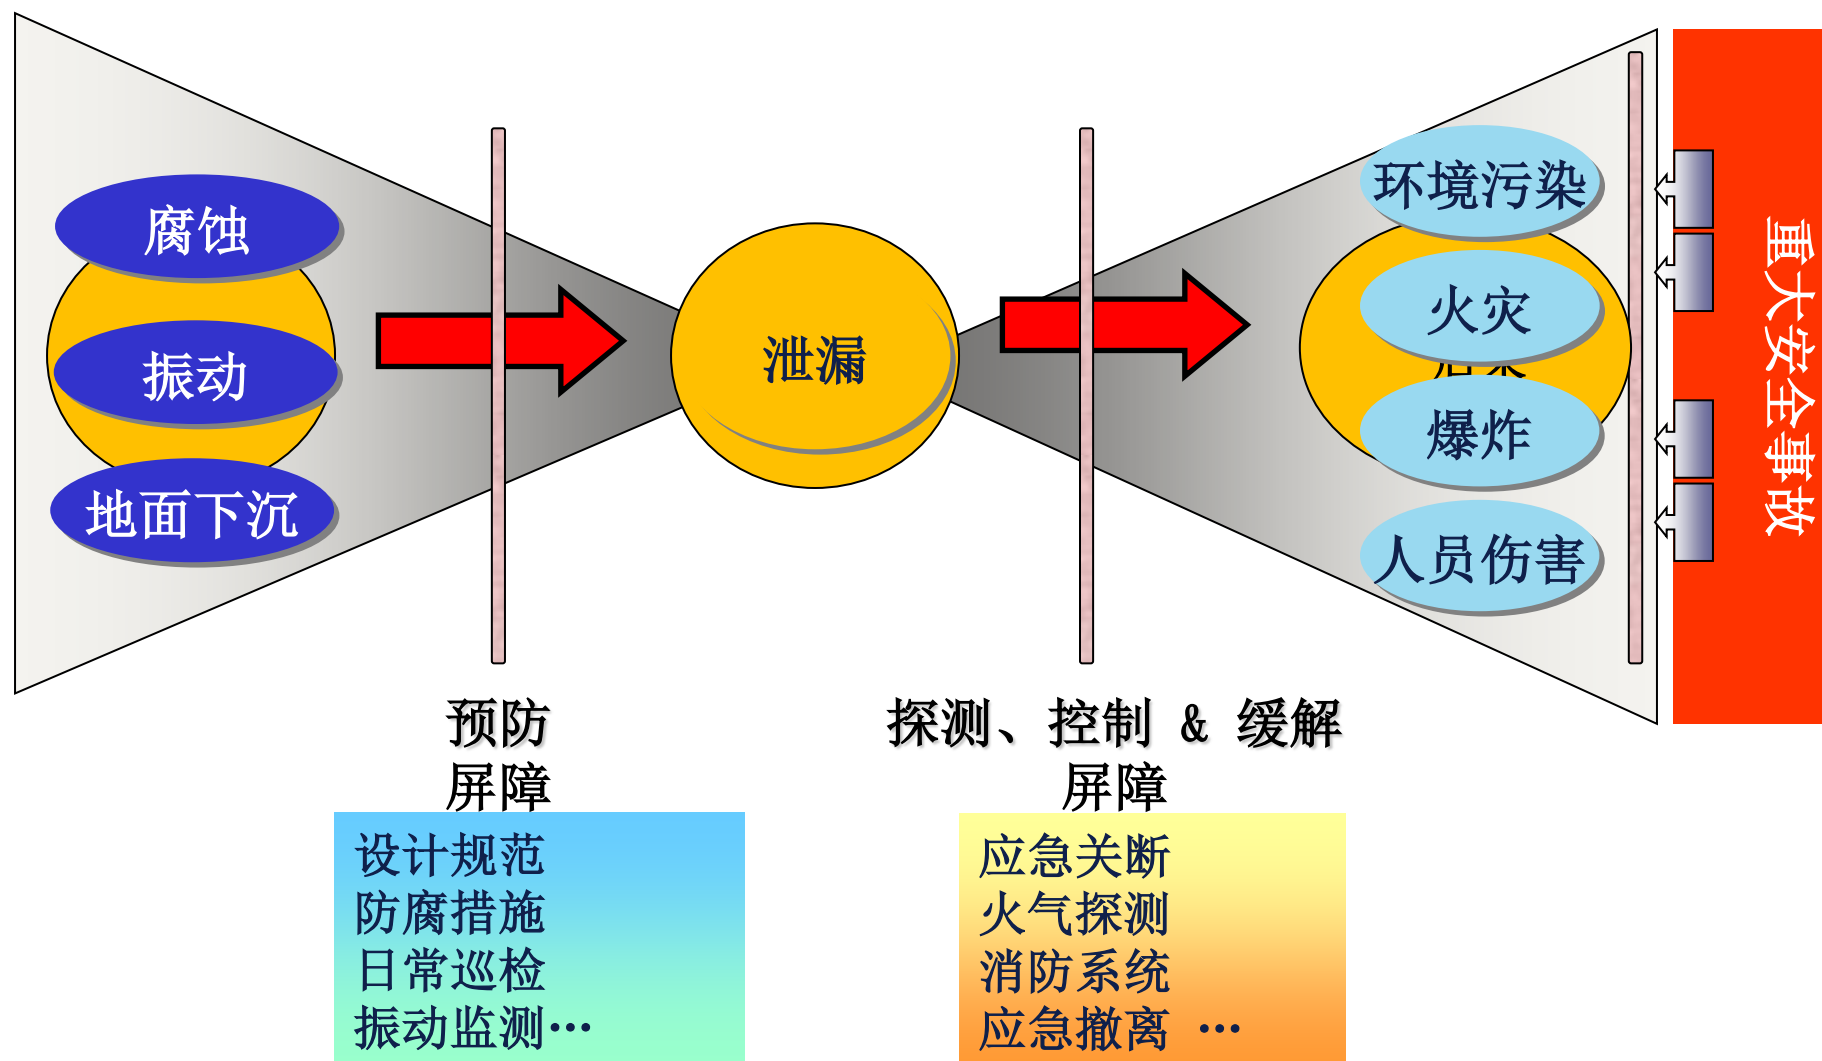 腐蚀
振动
地面下沉
泄漏
环境污染
火灾
爆炸
人员伤害
重大安全事故
预防
屏障
探测、控制 & 缓解
屏障
设计规范
防腐措施
日常巡检
振动监测…
应急关断
火气探测
消防系统
应急撤离 …